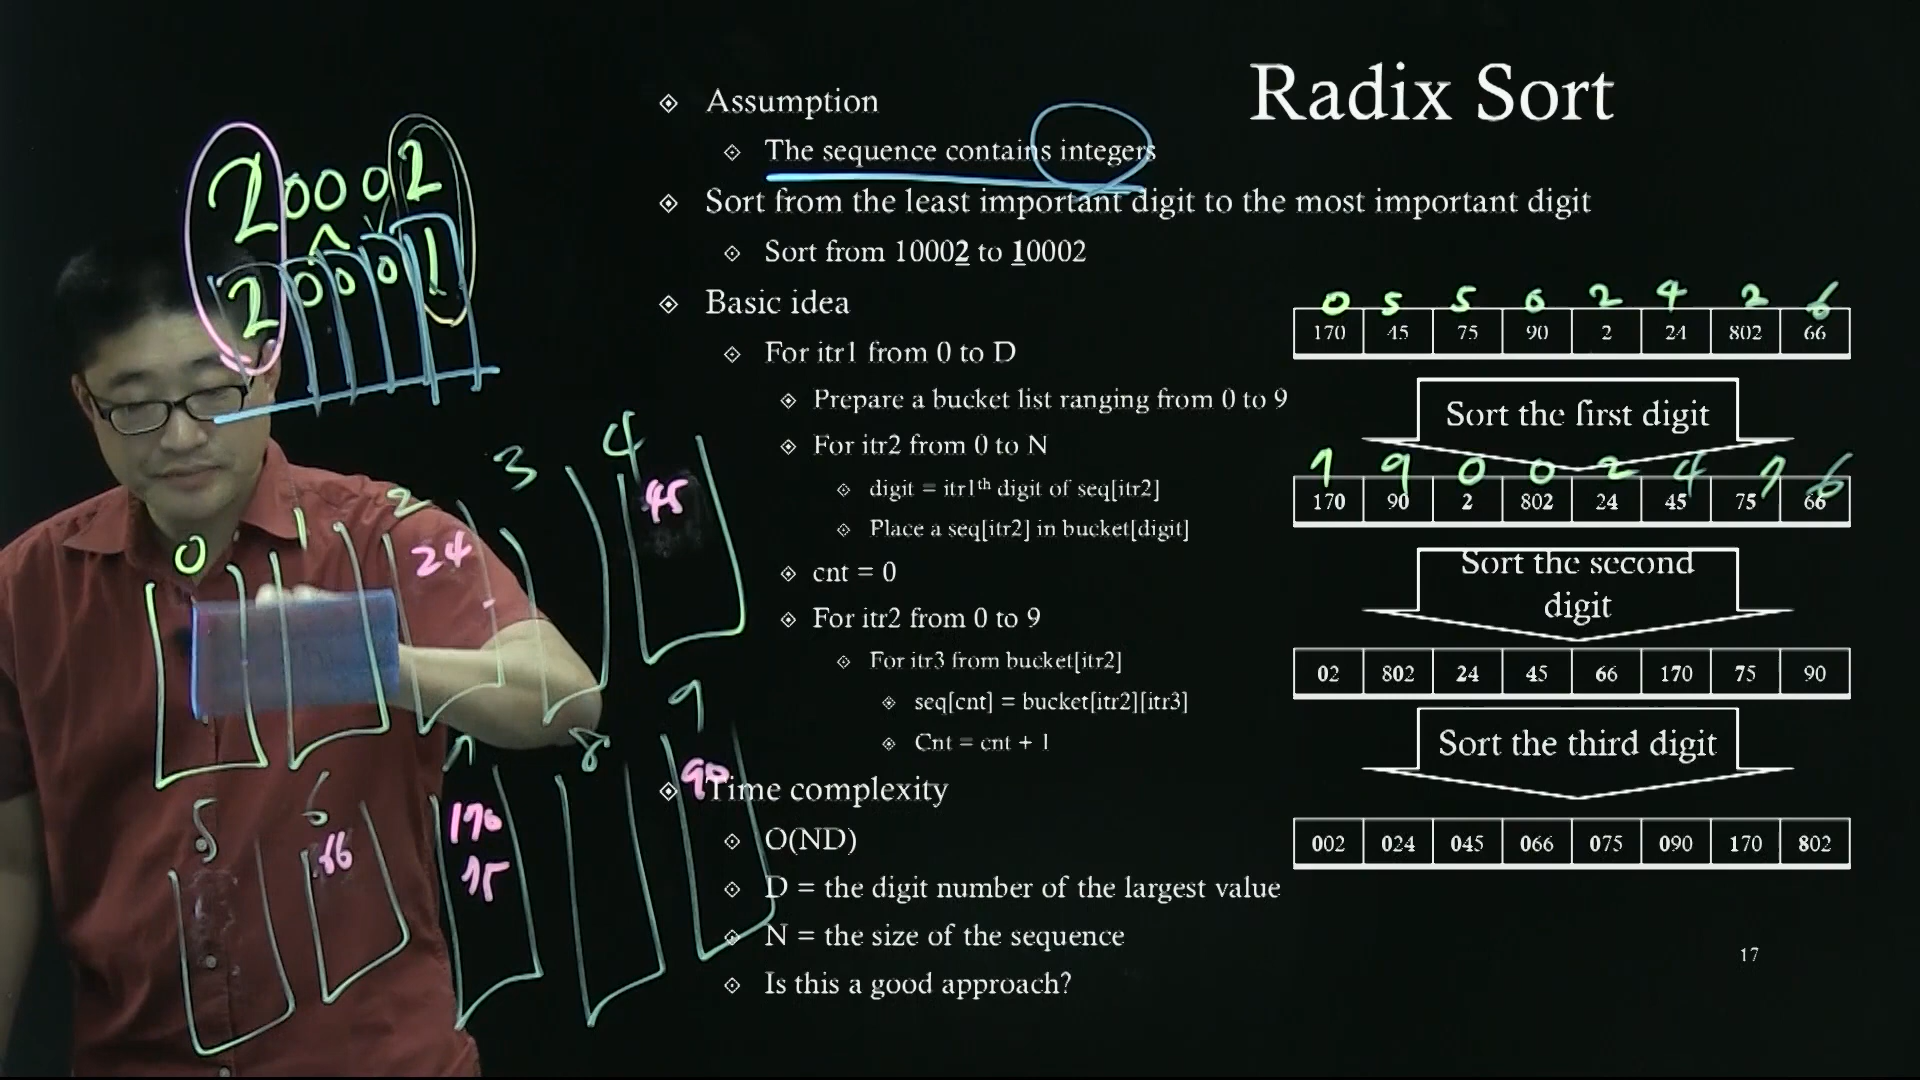 Radix Sort
Assumption
The sequence contains integers
Sort from the least important digit to the most important digit
Sort from 10002 to 10002
Basic idea
For itr1 from 0 to D
Prepare a bucket list ranging from 0 to 9
For itr2 from 0 to N
digit = itr1th digit of seq[itr2]
Place a seq[itr2] in bucket[digit]
cnt = 0
For itr2 from 0 to 9
For itr3 from bucket[itr2]
seq[cnt] = bucket[itr2][itr3]
Cnt = cnt + 1
Time complexity
O(ND)
D = the digit number of the largest value
N = the size of the sequence
Is this a good approach?
0 5 5 0 2 4 2 6
170 45 75 90 2 24 802 66
Sort the first digit
7 9 0 0 2 4 7 6
170 90 2 802 24 45 75 66
Sort the second
digit
02 802 24 45 66 170 75 90
Sort the third digit
002 024 045 066 075 090 170 802
17
20002
20001
0 1 2 3 4
24 45
5 6 7 8 9
66 170 90
75